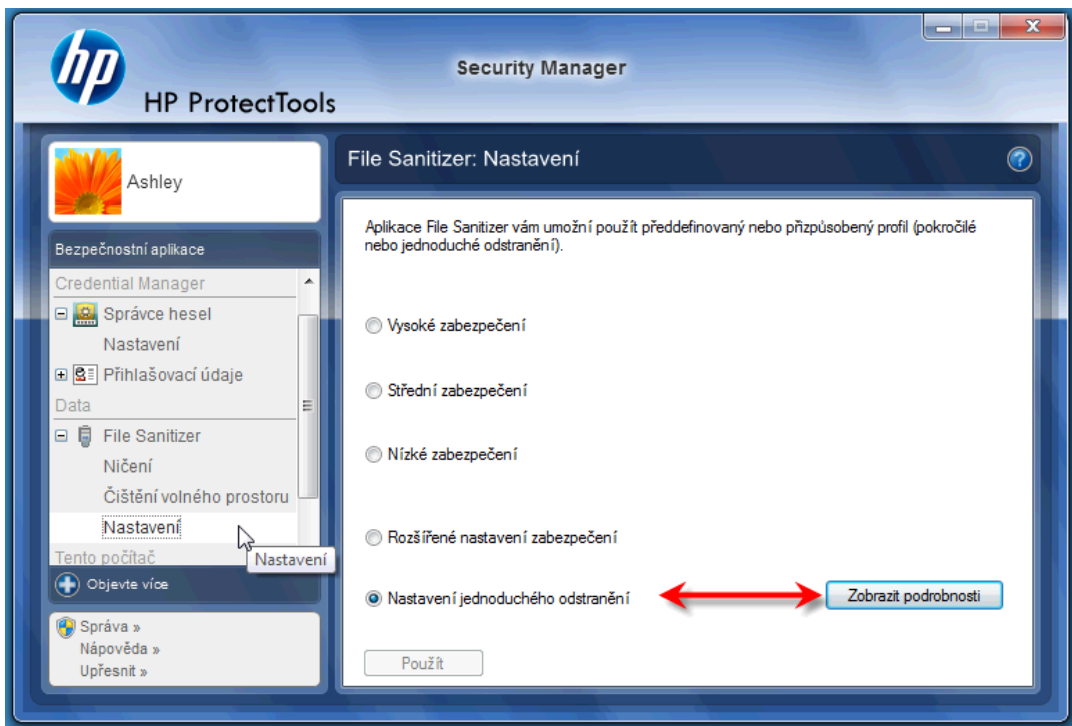 Security Manager
hp
HP ProtectTools
Ashley
Bezpečnostní aplikace
Credential Manager
Správce hesel
Nastavení
Přihlašovací údaje
Data
File Sanitizer
Ničení
Čištění volného prostoru
Nastavení
Tento počítač
Nastavení
Objevte více
Správa »
Nápověda »
Upřesnit »
File Sanitizer: Nastavení
?
Aplikace File Sanitizer vám umožní použít předdefinovaný nebo přizpůsobený profil (pokročilé
nebo jednoduché odstranění).
Vysoké zabezpečení
Střední zabezpečení
Nízké zabezpečení
Rozšířené nastavení zabezpečení
Nastavení jednoduchého odstranění
Zobrazit podrobnosti
Použít